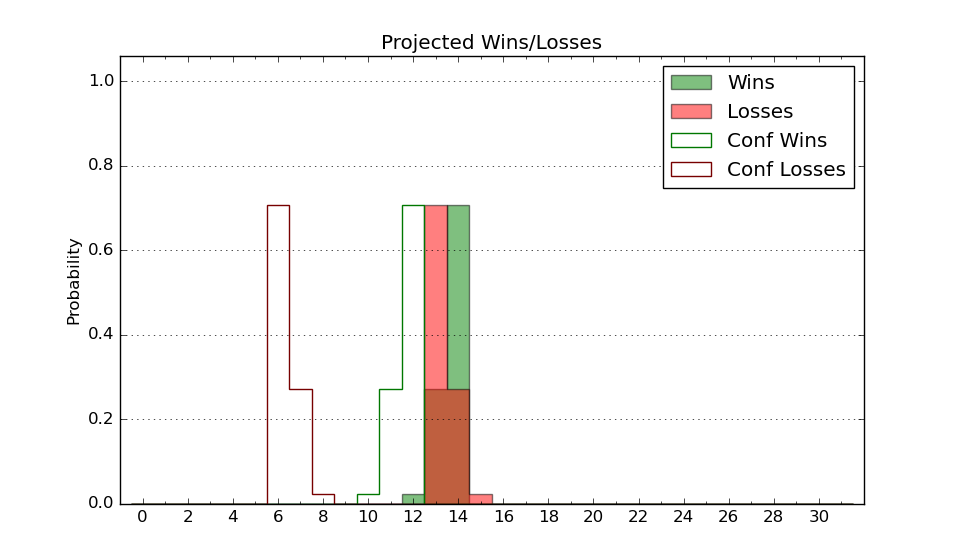 Projected Wins/Losses
Wins
Losses
Conf Wins
Conf Losses
Probability
1.0
0.8
0.6
0.4
0.2
0.0
0 2 4 6 8 10 12 14 16 18 20 22 24 26 28 30